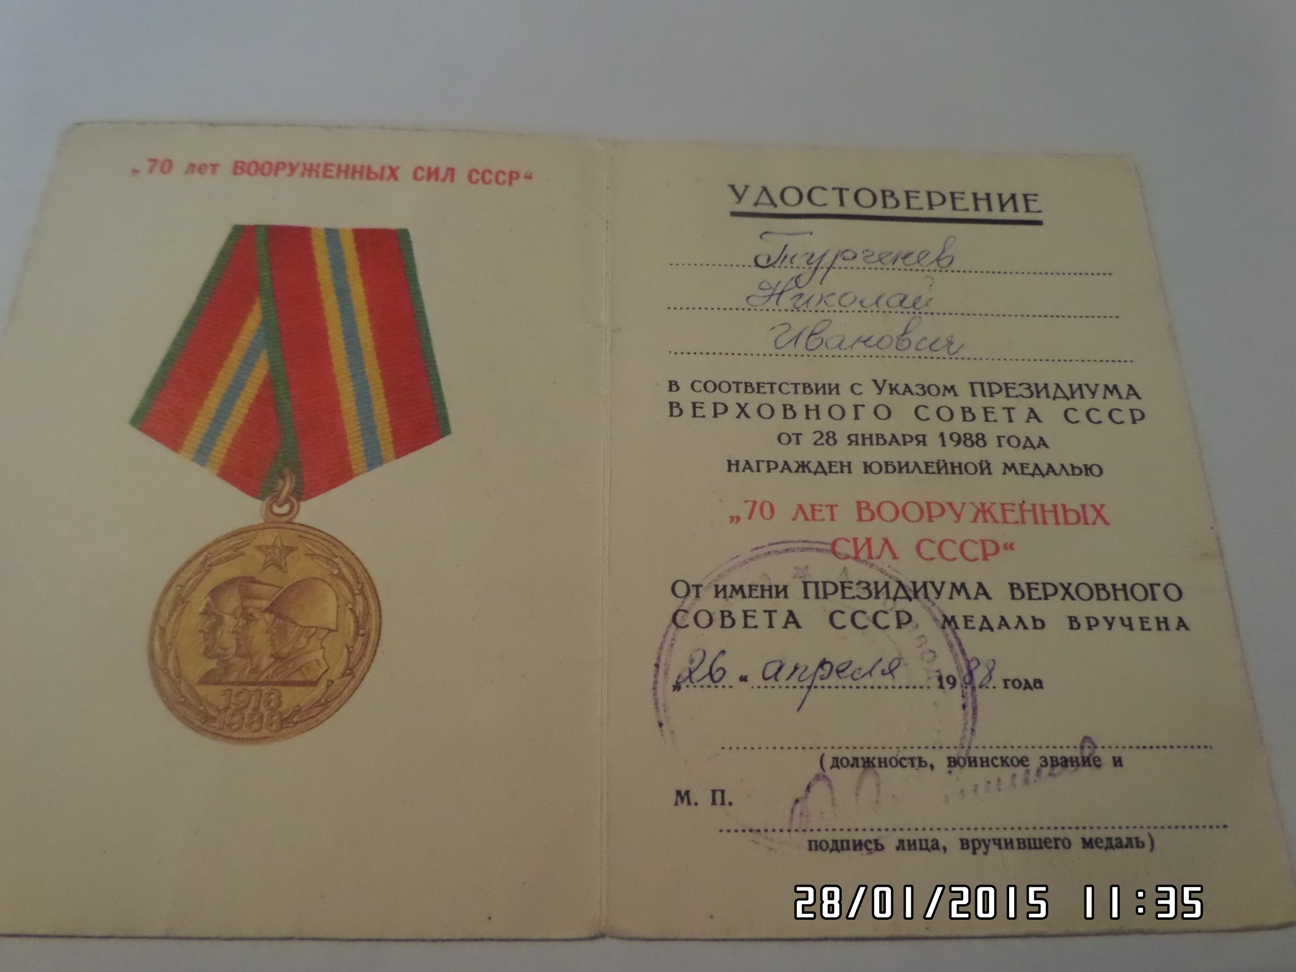 „70 лет ВООРУЖЕННЫХ СИЛ СССР“
1918
1988
УДОСТОВЕРЕНИЕ
Тургенев
Николай
Иванович
В СООТВЕТСТВИИ С УКАЗОМ ПРЕЗИДИУМА
ВЕРХОВНОГО СОВЕТА СССР
ОТ 28 ЯНВАРЯ 1988 ГОДА
НАГРАЖДЕН ЮБИЛЕЙНОЙ МЕДАЛЬЮ
„70 ЛЕТ ВООРУЖЕННЫХ
СИЛ СССР“
От имени ПРЕЗИДИУМА ВЕРХОВНОГО
СОВЕТА СССР МЕДАЛЬ ВРУЧЕНА
„26“ апреля 1988 года
(должность, воинское звание и
М. П.
подпись лица, вручившего медаль)
28/01/2015 11:35